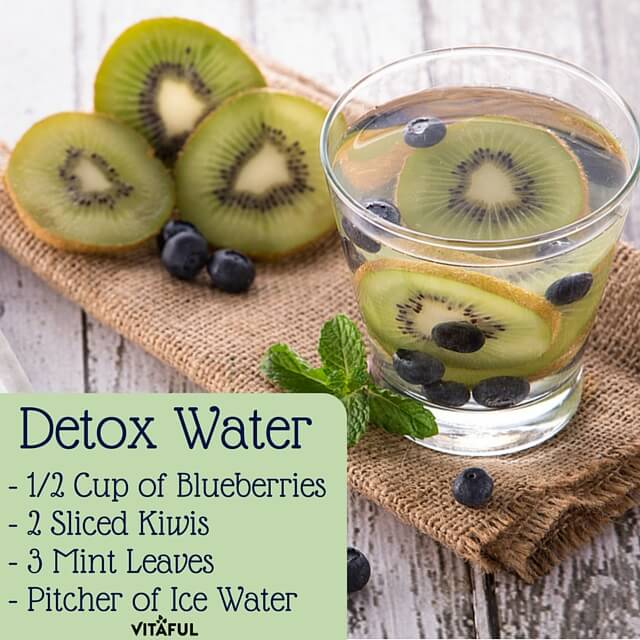 Detox Water
- 1/2 Cup of Blueberries
- 2 Sliced Kiwis
- 3 Mint Leaves
- Pitcher of Ice Water
VITAFUL